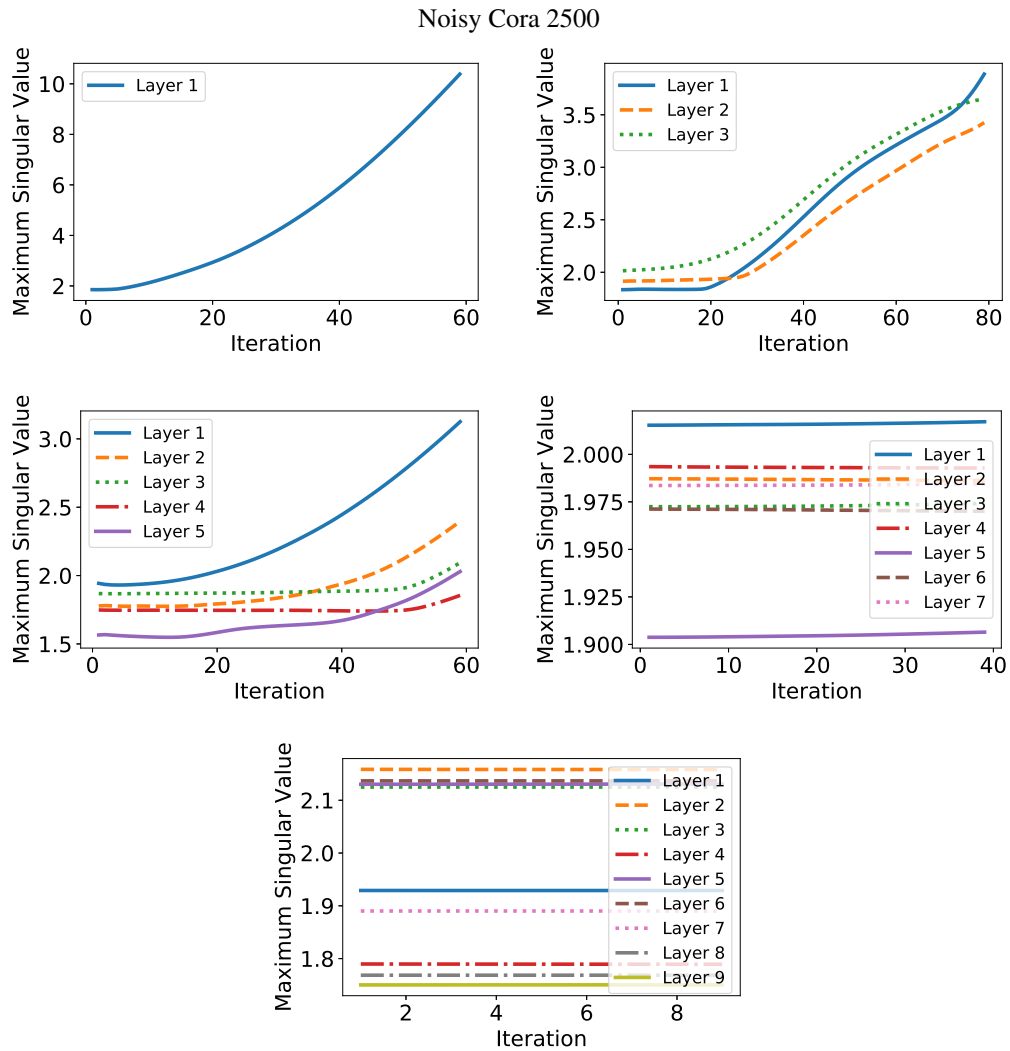 Noisy Cora 2500
Maximum Singular Value
10
8
6
4
2
Layer 1
0
20
40
60
Iteration
Maximum Singular Value
3.5
3.0
2.5
2.0
Layer 1
Layer 2
Layer 3
0
20
40
60
80
Iteration
Maximum Singular Value
3.0
2.5
2.0
1.5
Layer 1
Layer 2
Layer 3
Layer 4
Layer 5
0
20
40
60
Iteration
Maximum Singular Value
2.000
1.975
1.950
1.925
1.900
Layer 1
Layer 2
Layer 3
Layer 4
Layer 5
Layer 6
Layer 7
0
10
20
30
40
Iteration
Maximum Singular Value
2.1
2.0
1.9
1.8
Layer 1
Layer 2
Layer 3
Layer 4
Layer 5
Layer 6
Layer 7
Layer 8
Layer 9
2
4
6
8
Iteration